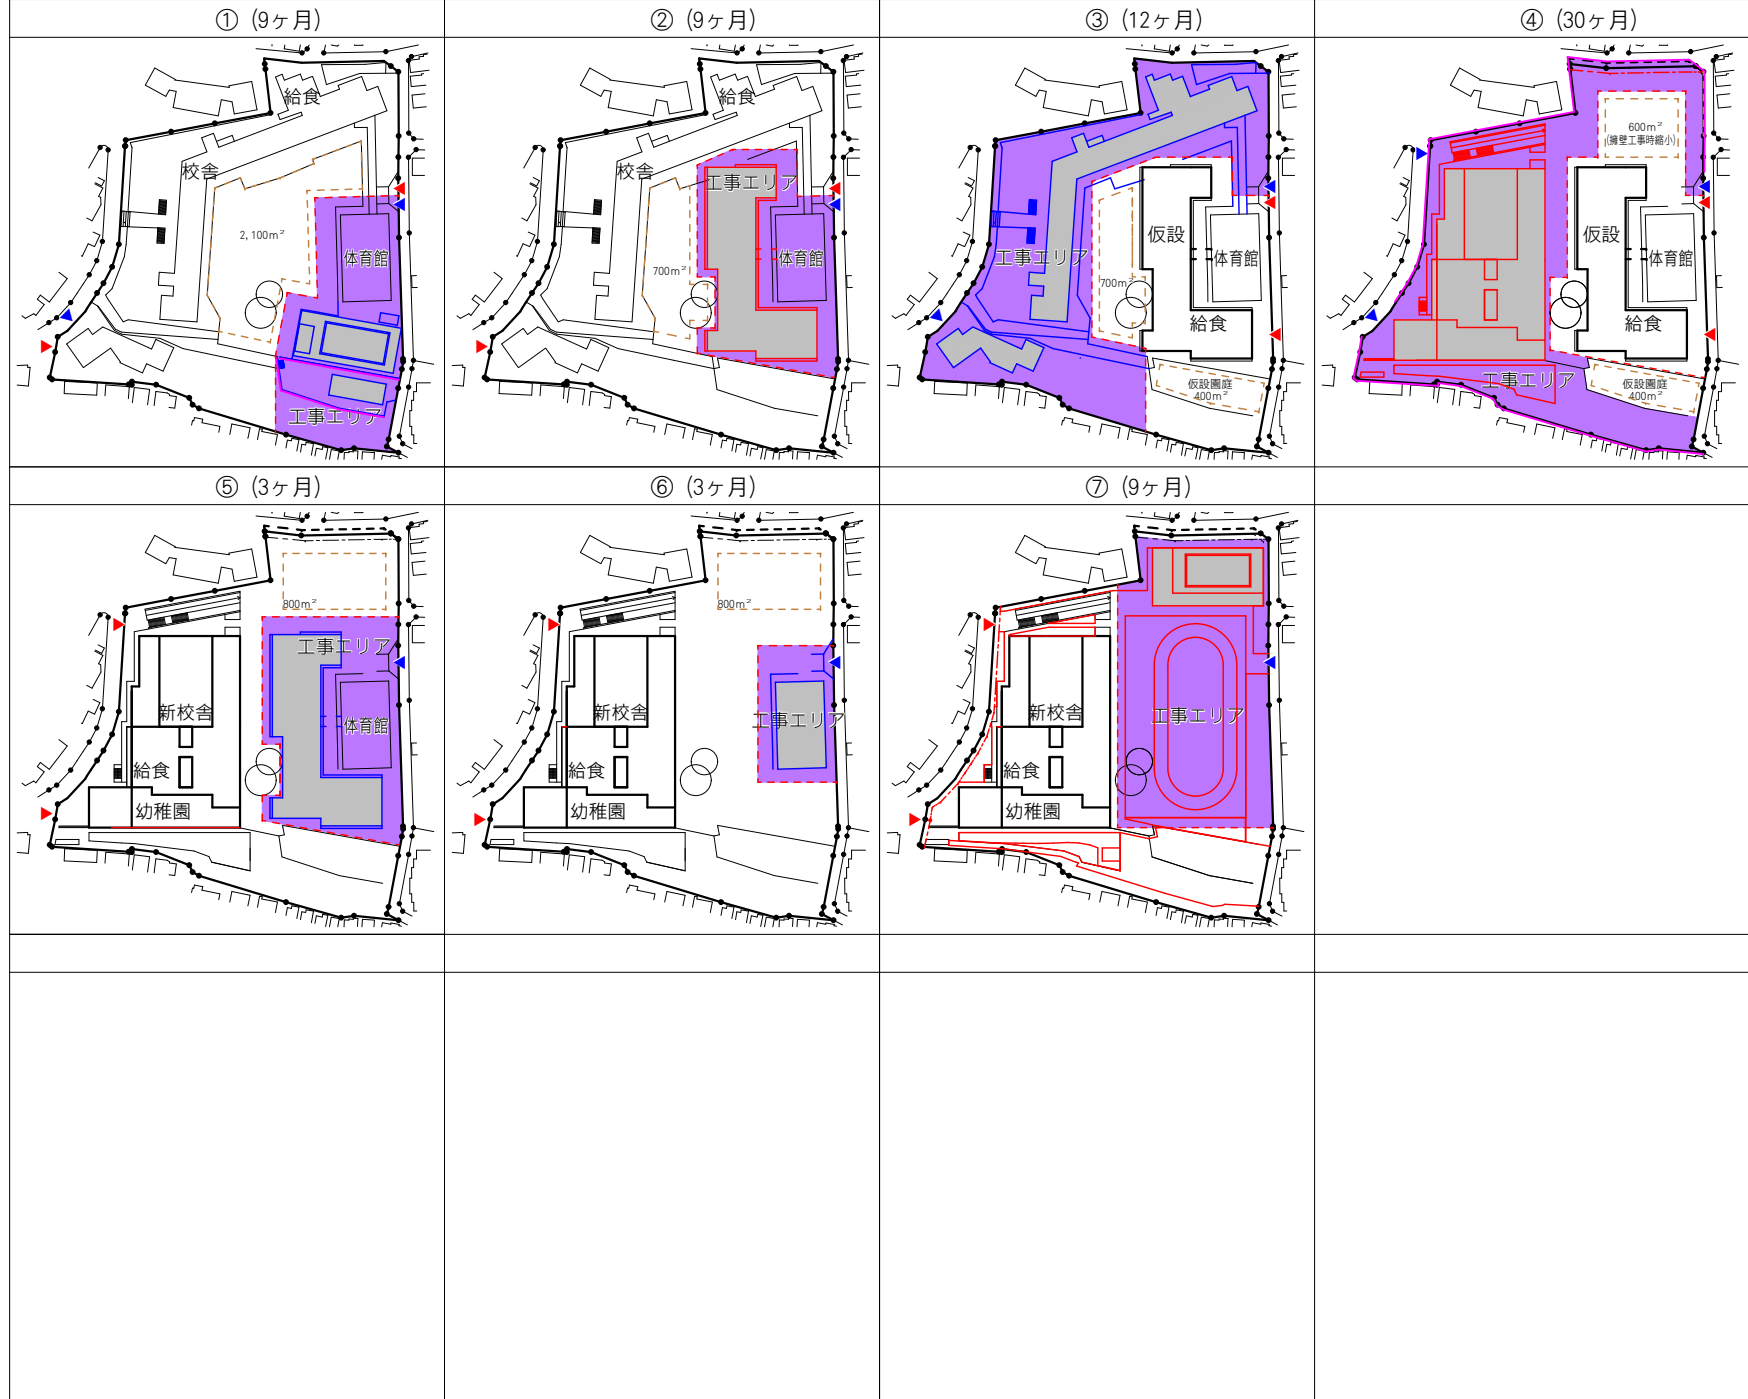 ① (9ヶ月)
② (9ヶ月)
③ (12ヶ月)
④ (30ヶ月)
給食
校舎
2,100m²
体育館
工事エリア
給食
校舎
工事エリア
700m²
体育館
工事エリア
700m²
仮設
体育館
給食
仮設園庭
400m²
600m²
(擁壁工事時縮小)
仮設
体育館
給食
工事エリア
仮設園庭
400m²
⑤ (3ヶ月)
⑥ (3ヶ月)
⑦ (9ヶ月)
800m²
工事エリア
新校舎
体育館
給食
幼稚園
800m²
新校舎
工事エリア
給食
幼稚園
新校舎
工事エリア
給食
幼稚園